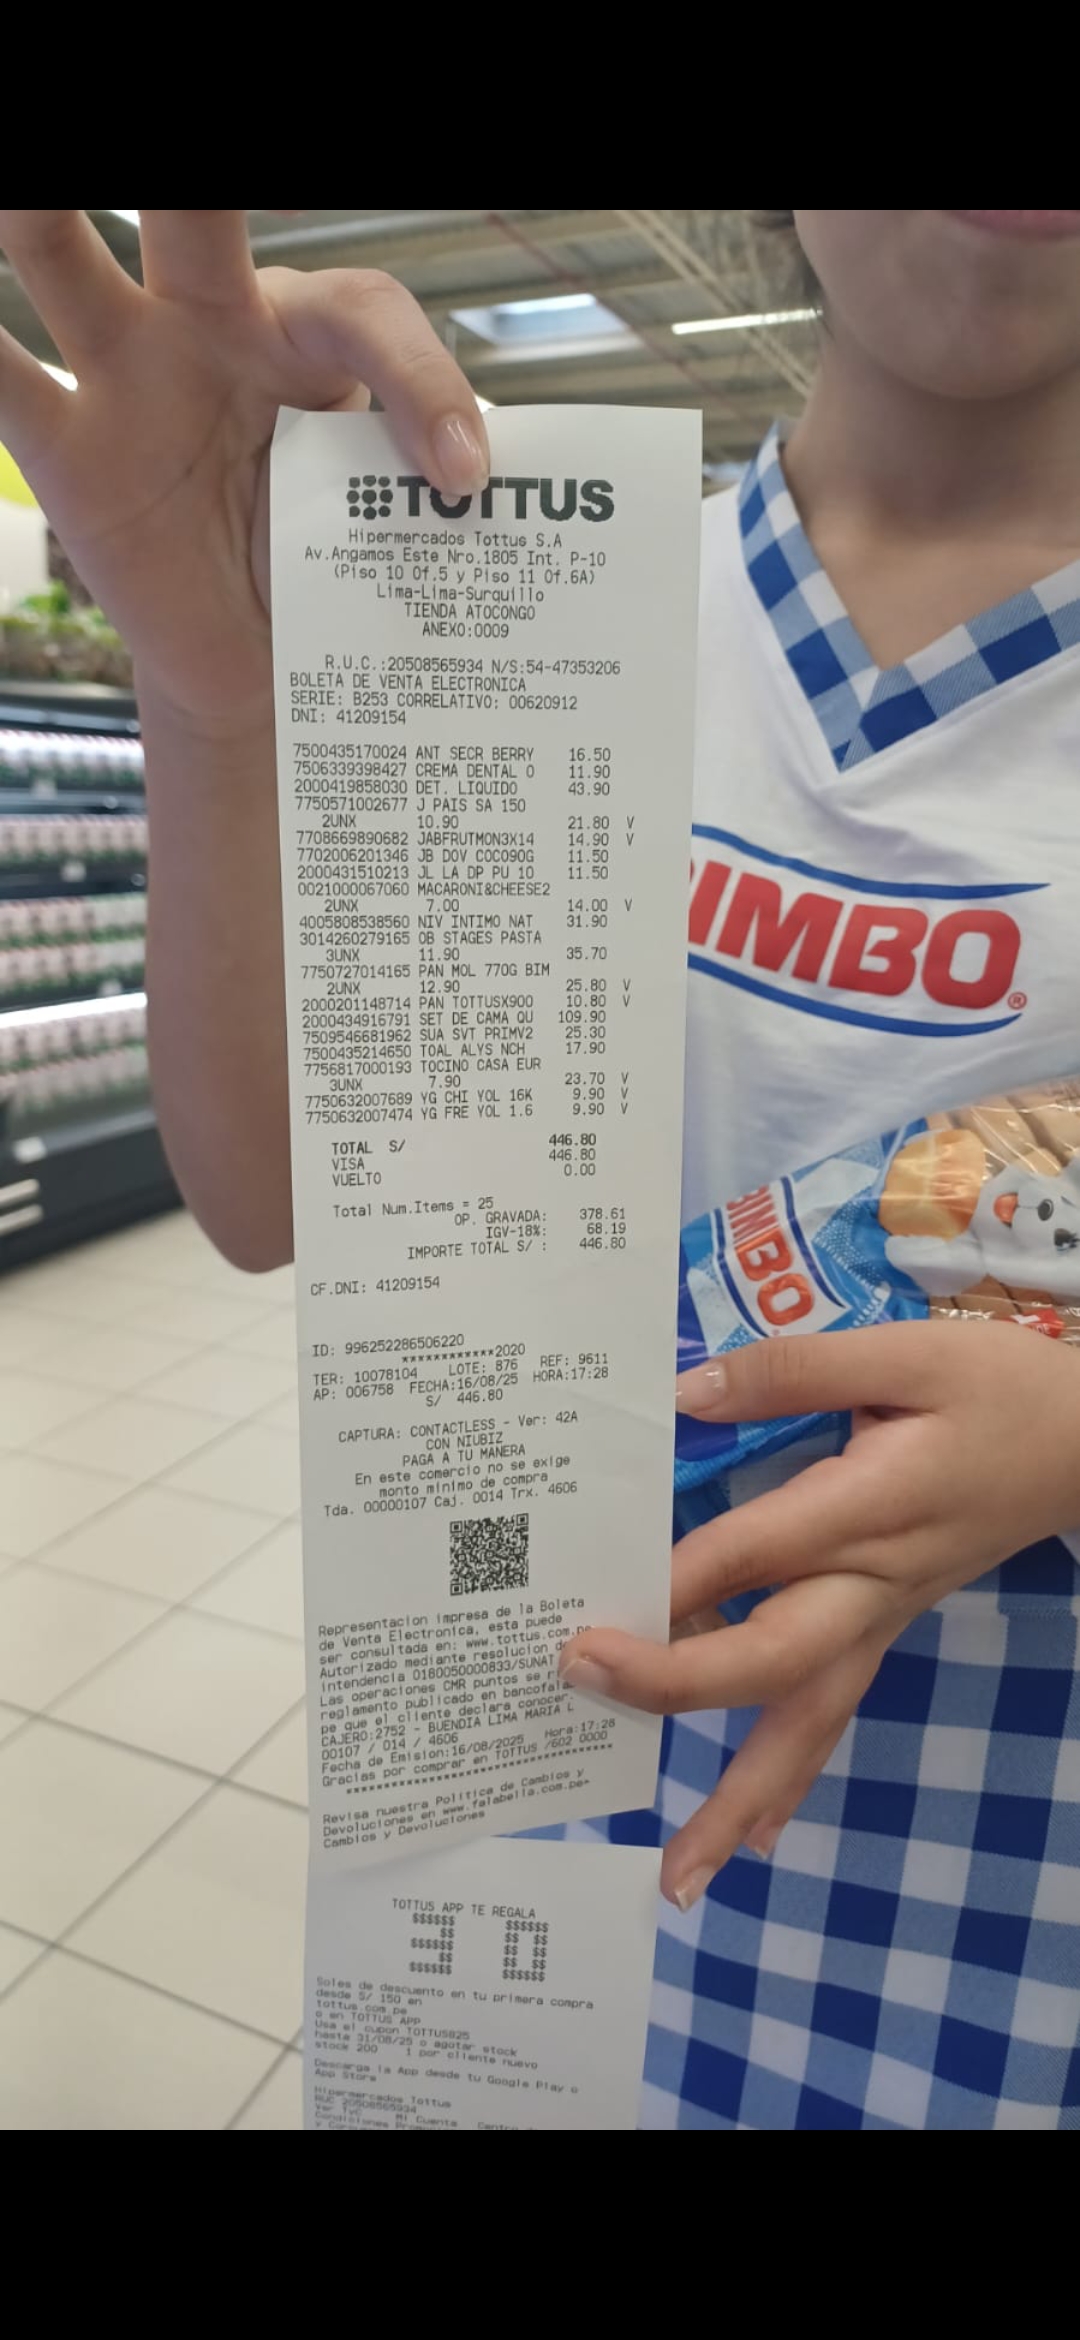 TOTTUS
Hipermercados Tottus S.A
Av.Angamos Este Nro.1805 Int. P-10
(Piso 10 Of.5 y Piso 11 Of.6A)
Lima-Lima-Surquillo
TIENDA ATOCONGO
ANEXO:0009
R.U.C.:20508565934 N/S:54-47353206
BOLETA DE VENTA ELECTRONICA
SERIE: B253 CORRELATIVO: 00620912
DNI: 41209154
7500435170024 ANT SECR BERRY 16.50
7506339398427 CREMA DENTAL O 11.90
2000419858030 DET. LIQUIDO 43.90
7750571002677 J PAIS SA 150
2UNX 10.90 21.80 V
7708669890682 JABFRUTMON3X14 14.90 V
7702006201346 JB DOV COCO90G 11.50
2000431510213 JL LA DP PU 10 11.50
0021000067060 MACARONI&CHEESE2
2UNX 7.00 14.00 V
4005808538560 NIV INTIMO NAT 31.90
3014260279165 OB STAGES PASTA
3UNX 11.90 35.70
7750727014165 PAN MOL 770G BIM
2UNX 12.90 25.80 V
2000201148714 PAN TOTTUSX900 10.80 V
2000434916791 SET DE CAMA QU 109.90
7509546681962 SUA SVT PRIMV2 25.30
7500435214650 TOAL ALYS NCH 17.90
7756817000193 TOCINO CASA EUR
3UNX 7.90 23.70 V
7750632007689 YG CHI YOL 16K 9.90 V
7750632007474 YG FRE YOL 1.6 9.90 V
TOTAL S/ 446.80
VISA 446.80
VUELTO 0.00
Total Num.Items = 25
OP. GRAVADA: 378.61
IGV-18%: 68.19
IMPORTE TOTAL S/ : 446.80
CF.DNI: 41209154
ID: 996252286506220
************2020
TER: 10078104 LOTE: 876 REF: 9611
AP: 006758 FECHA:16/08/25 HORA:17:28
S/ 446.80
CAPTURA: CONTACTLESS - Ver: 42A
CON NIUBIZ
PAGA A TU MANERA
En este comercio no se exige
monto minimo de compra
Tda. 00000107 Caj. 0014 Trx. 4606
Representacion impresa de la Boleta
de Venta Electronica, esta puede
ser consultada en: www.tottus.com.pe
Autorizado mediante resolucion de
intendencia 0180050000833/SUNAT
Las operaciones CMR puntos se r
reglamento publicado en bancofala
pe que el cliente declara conocer.
CAJERO:2752 - BUENDIA LIMA MARIA L
00107 / 014 / 4606 Hora:17:28
Fecha de Emision:16/08/2025
Gracias por comprar en TOTTUS /602 0000
Revisa nuestra Politica de Cambios y
Devoluciones en www.falabella.com.pe
Cambios y Devoluciones
TOTTUS APP TE REGALA
30
Soles de descuento en tu primera compra
desde S/ 150 en
tottus.com.pe
o en TOTTUS APP
Usa el cupon TOTTUS825
hasta 31/08/25 o agotar stock
stock 200 1 por cliente nuevo
Descarga la App desde tu Google Play o
App Store
Hipermercados Tottus
RUC 20508565934
Ver TyC Mi Cuenta
IMBO
BIMBO